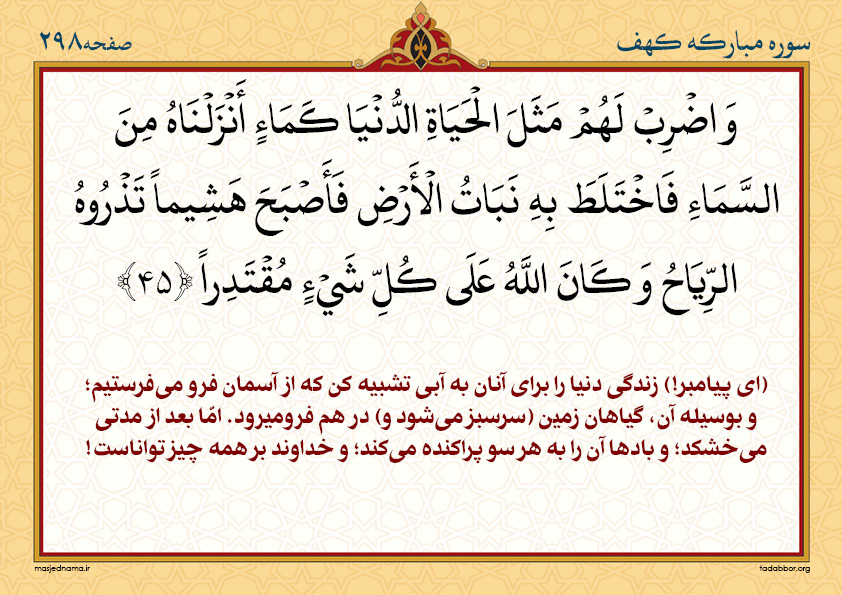 سوره مبارکه کهف
صفحه۲۹۸
وَاضْرِبْ لَهُمْ مَثَلَ الْحَيَاةِ الدُّنْيَا كَمَاءٍ أَنْزَلْنَاهُ مِنَ
السَّمَاءِ فَاخْتَلَطَ بِهِ نَبَاتُ الْأَرْضِ فَأَصْبَحَ هَشِيماً تَذْرُوهُ
الرِّيَاحُ وَكَانَ اللَّهُ عَلَى كُلِّ شَيْءٍ مُقْتَدِراً ﴿۴۵﴾
(ای پیامبر!) زندگی دنیا را برای آنان به آبی تشبیه کن که از آسمان فرو می‌فرستیم؛
و بوسیله آن، گیاهان زمین (سرسبز می‌شود و) در هم فرومیرود. امّا بعد از مدتی
می‌خشکد؛ و بادها آن را به هر سو پراکنده می‌کند؛ و خداوند بر همه چیز تواناست!
masjednama.ir
tadabbor.org